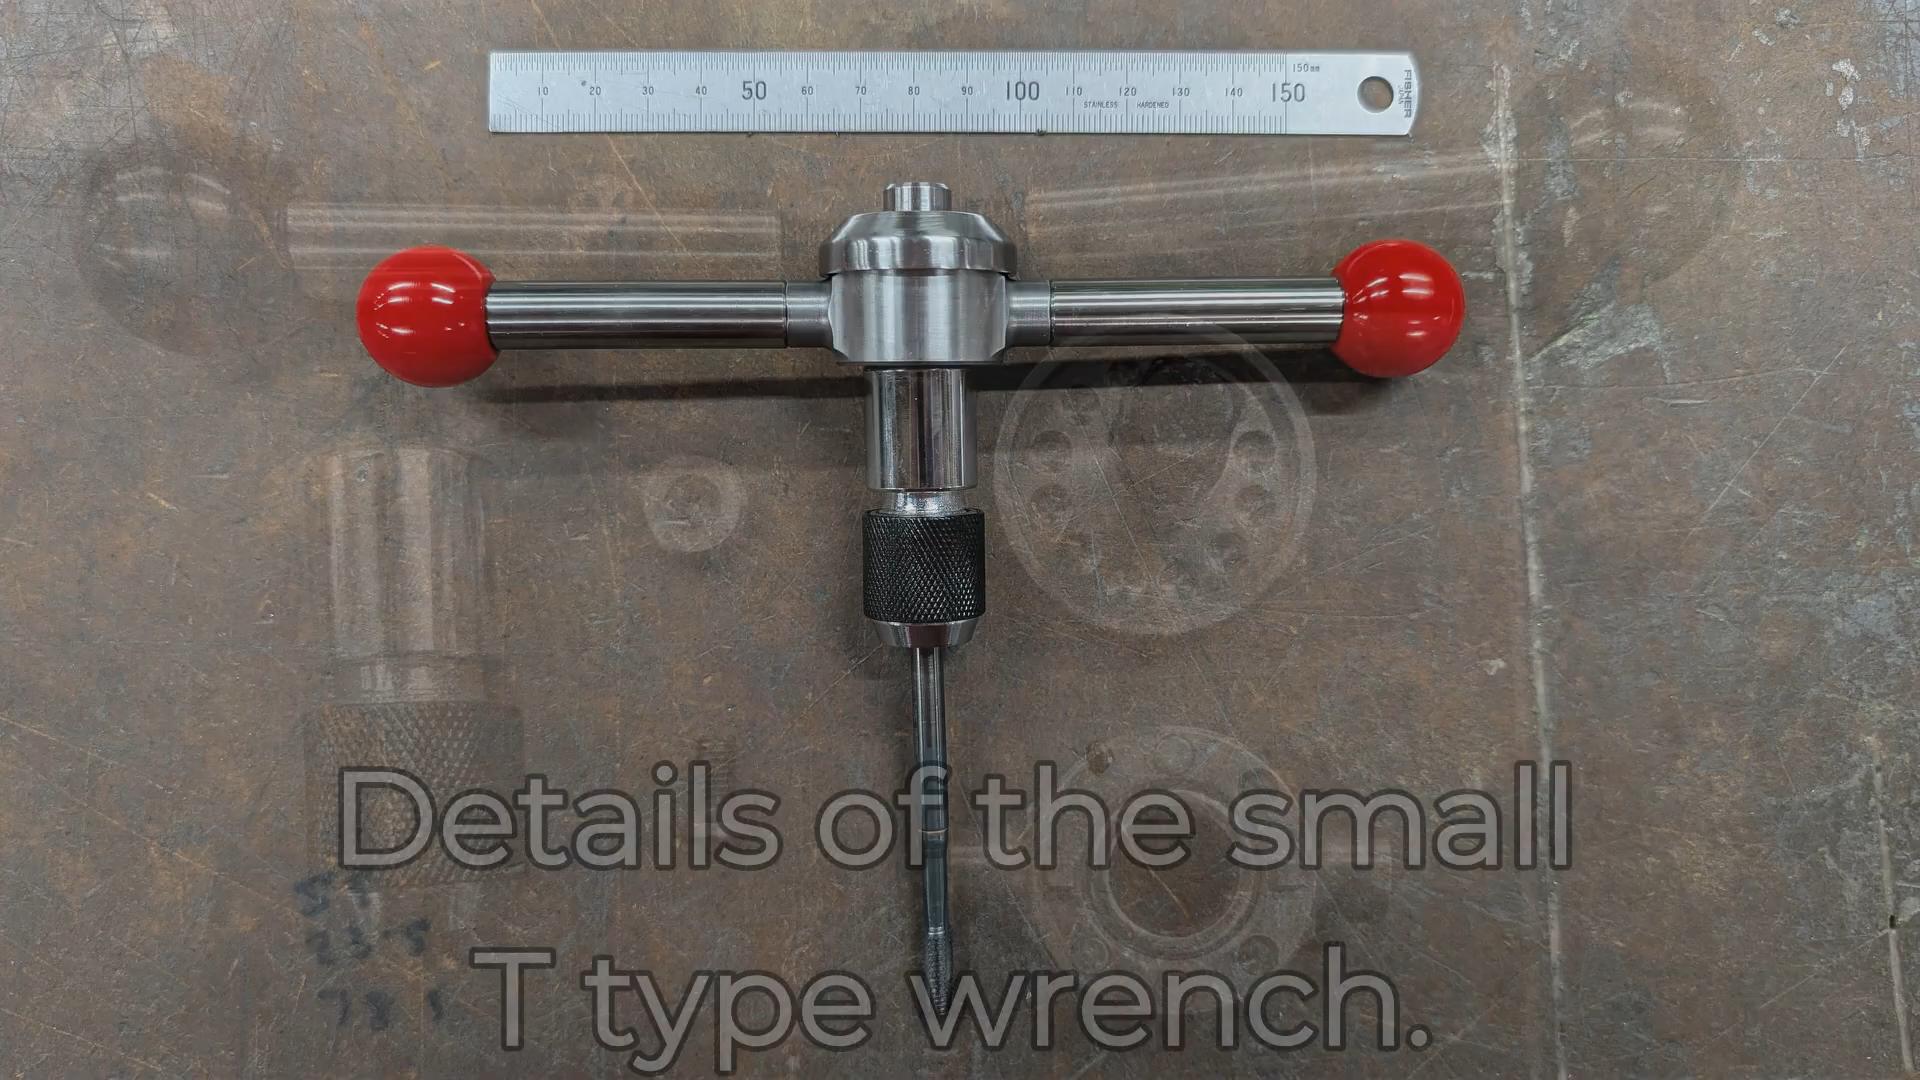 150mm
10 20 30 40 50 60 70 80 90 100 110 120 130 140 150
STAINLESS HARDENED
FISHER
JAPAN
Details of the small
T type wrench.